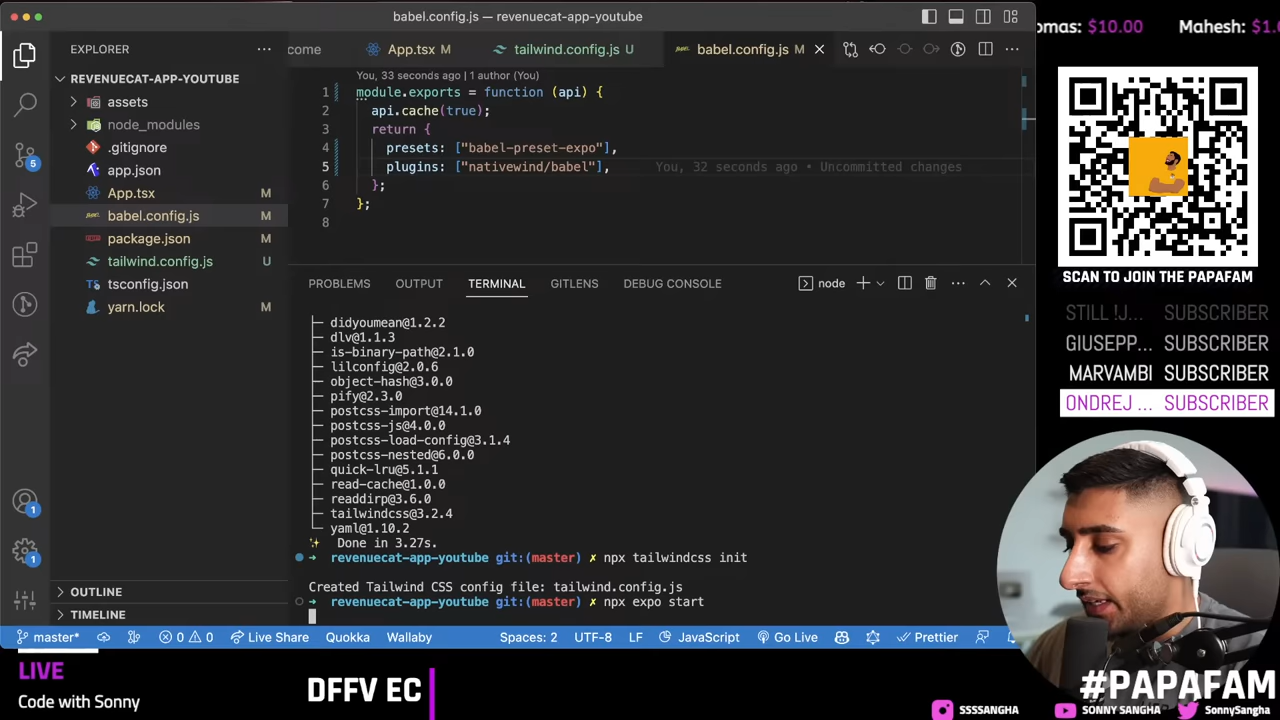 babel.config.js — revenuecat-app-youtube
omas: $10.00 Mahesh: $1.0
EXPLORER
REVENUECAT-APP-YOUTUBE
assets
node_modules
.gitignore
app.json
App.tsx M
babel.config.js M
package.json M
tailwind.config.js U
tsconfig.json
yarn.lock M
OUTLINE
TIMELINE
5
1
1
ome App.tsx M tailwind.config.js U babel.config.js M
You, 33 seconds ago | 1 author (You)
1 module.exports = function (api) {
2 api.cache(true);
3 return {
4 presets: ["babel-preset-expo"],
5 plugins: ["nativewind/babel"], You, 32 seconds ago • Uncommitted changes
6 };
7 };
8
PROBLEMS OUTPUT TERMINAL GITLENS DEBUG CONSOLE node
├─ didyoumean@1.2.2
├─ dlv@1.1.3
├─ is-binary-path@2.1.0
├─ lilconfig@2.0.6
├─ object-hash@3.0.0
├─ pify@2.3.0
├─ postcss-import@14.1.0
├─ postcss-js@4.0.0
├─ postcss-load-config@3.1.4
├─ postcss-nested@6.0.0
├─ quick-lru@5.1.1
├─ read-cache@1.0.0
├─ readdirp@3.6.0
├─ tailwindcss@3.2.4
└─ yaml@1.10.2
✨ Done in 3.27s.
➜ revenuecat-app-youtube git:(master) ✗ npx tailwindcss init
Created Tailwind CSS config file: tailwind.config.js
➜ revenuecat-app-youtube git:(master) ✗ npx expo start
master* 0 0 Live Share Quokka Wallaby Spaces: 2 UTF-8 LF JavaScript Go Live Prettier
SCAN TO JOIN THE PAPAFAM
STILL !J... SUBSCRIBER
GIUSEPP... SUBSCRIBER
MARVAMBI SUBSCRIBER
ONDREJ ... SUBSCRIBER
LIVE
Code with Sonny
DFFV EC
#PAPAFAM
SSSSANGHA SONNY SANGHA SonnySangha